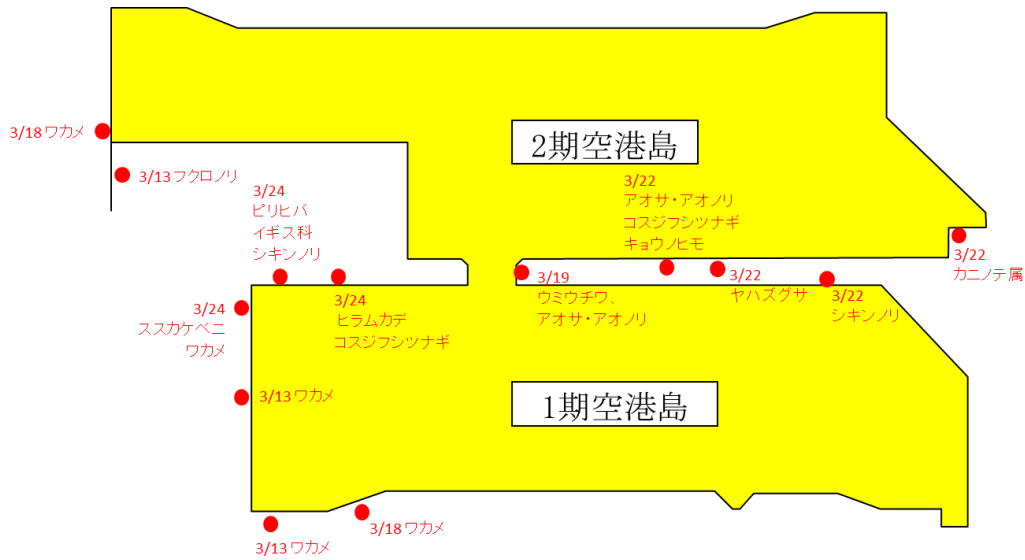 2期空港島
3/18 ワカメ
3/13 フクロノリ
3/24
ピリヒバ
イギス科
シキンノリ
3/22
アオサ・アオノリ
コスジフシツナギ
キョウノヒモ
3/22
カニノテ属
3/19
ウミウチワ、
アオサ・アオノリ
3/22
ヤハズグサ
3/22
シキンノリ
3/24
ススカケベニ
ワカメ
3/24
ヒラムカデ
コスジフシツナギ
3/13 ワカメ
1期空港島
3/18 ワカメ
3/13 ワカメ